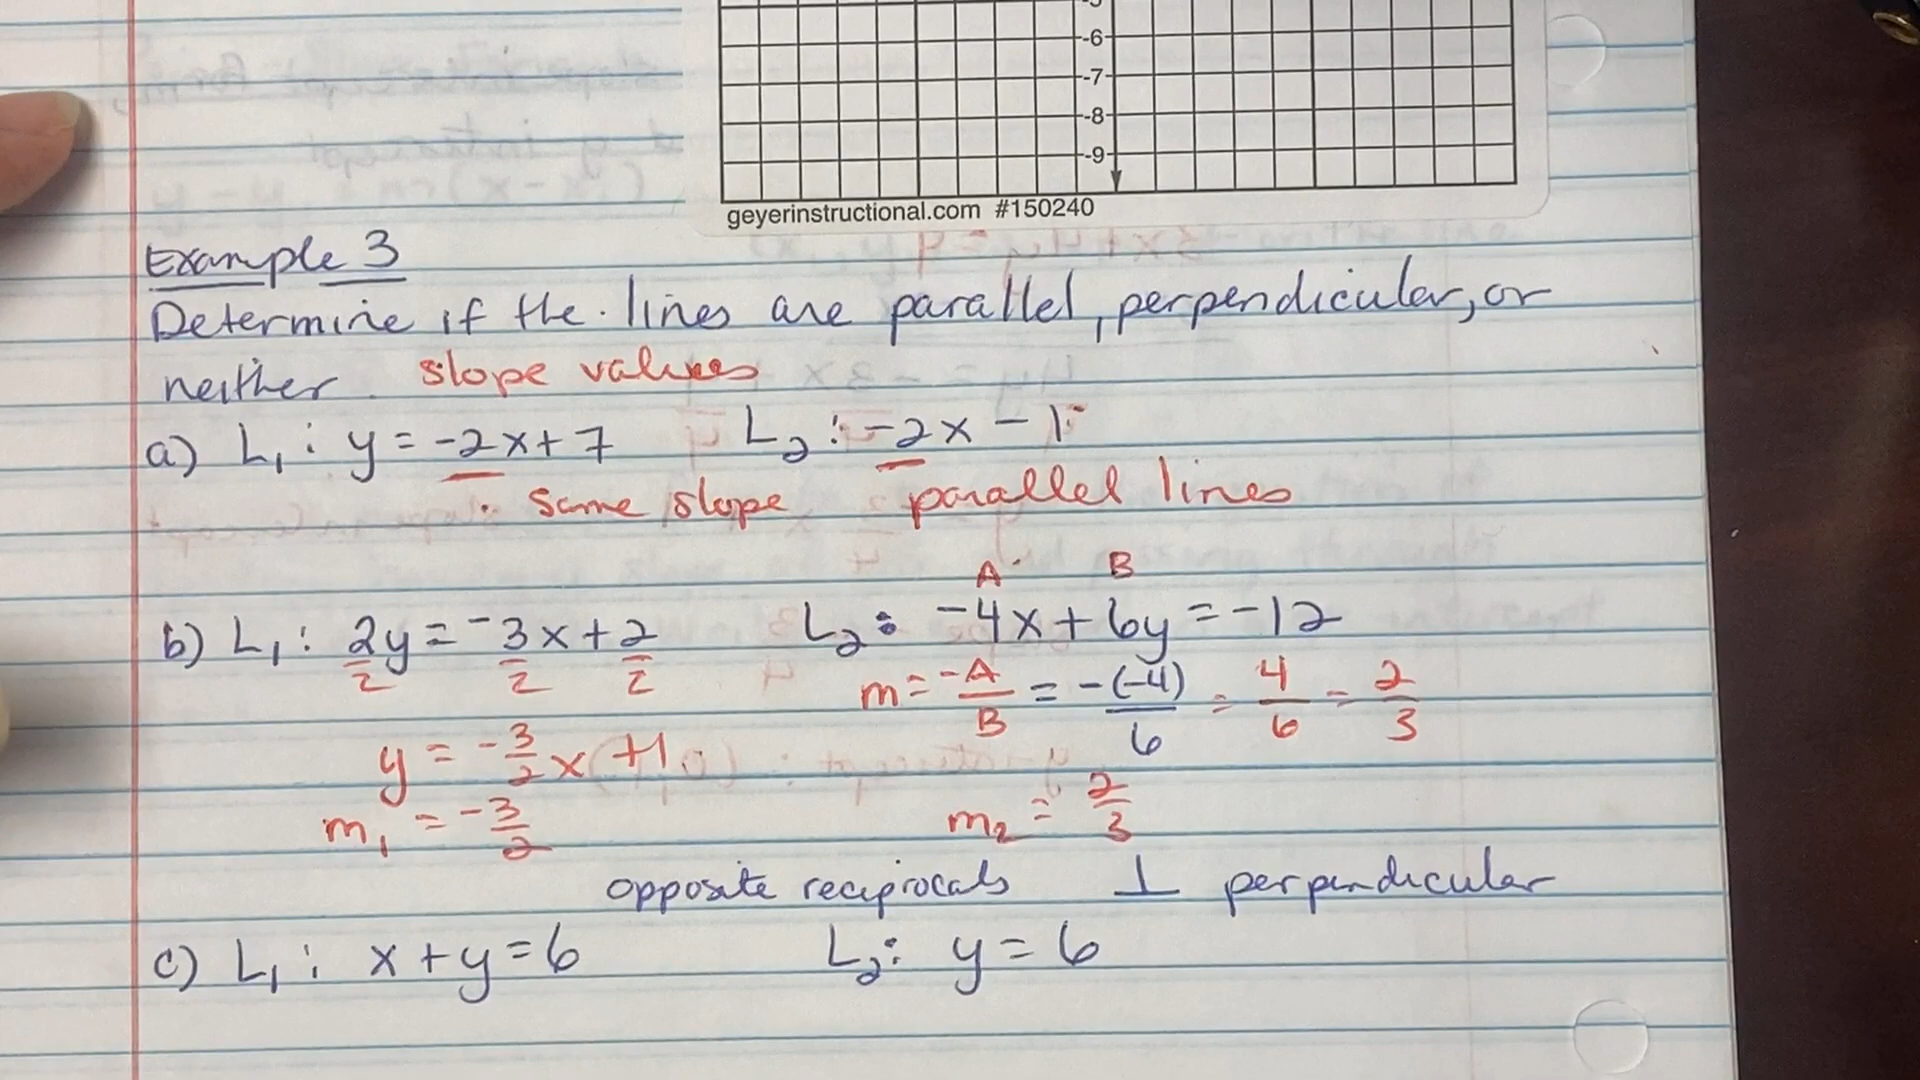 -6
-7
-8
-9
geyerinstructional.com #150240
Example 3
Determine if the lines are parallel, perpendicular, or
neither slope values
a) L₁: y = -2x+7 L₂: -2x - 1
same slope parallel lines
A B
b) L₁: 2y = -3x+2 L₂: -4x+6y = -12
2 2 2 m = -A/B = -(-4)/6 = 4/6 = 2/3
y = -3/2 x +1
m₁ = -3/2 m₂ = 2/3
opposite reciprocals ⊥ perpendicular
c) L₁: x+y=6 L₂: y=6